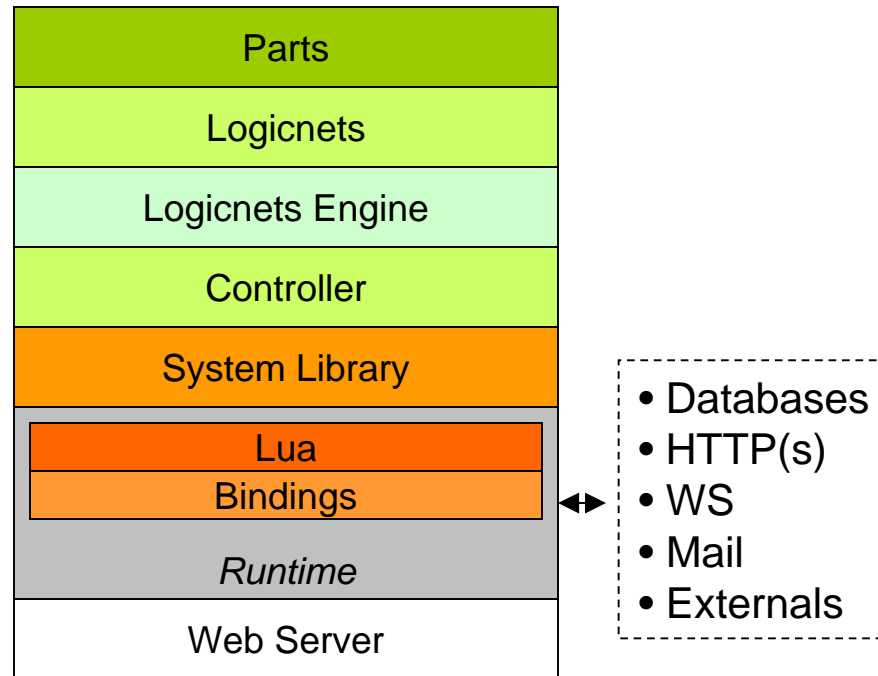 Parts
Logicnets
Logicnets Engine
Controller
System Library
Lua
Bindings
Runtime
Web Server
• Databases
• HTTP(s)
• WS
• Mail
• Externals